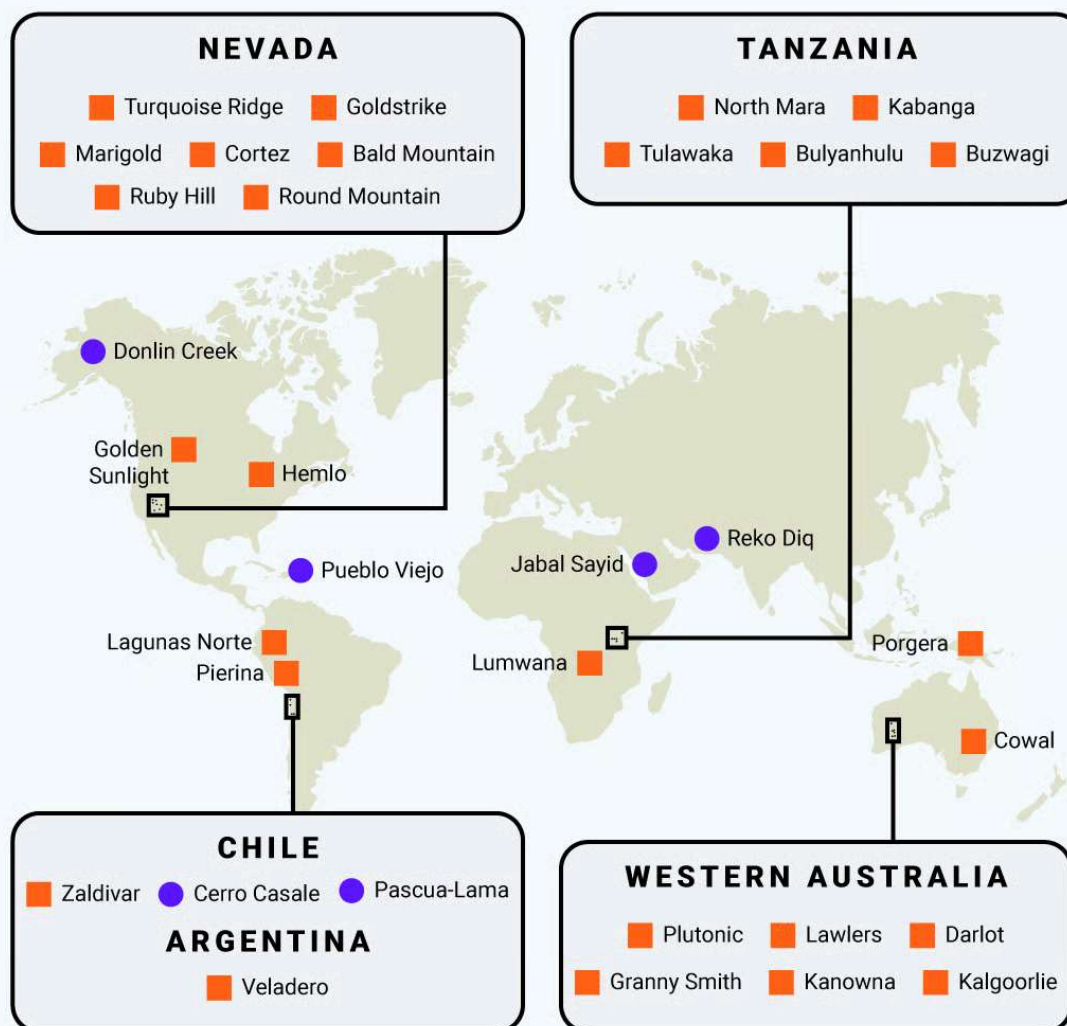 NEVADA
Turquoise Ridge Goldstrike
Marigold Cortez Bald Mountain
Ruby Hill Round Mountain
TANZANIA
North Mara Kabanga
Tulawaka Bulyanhulu Buzwagi
Donlin Creek
Golden
Sunlight
Hemlo
Pueblo Viejo
Reko Diq
Jabal Sayid
Lagunas Norte
Pierina
Lumwana
Porgera
Cowal
CHILE
Zaldivar Cerro Casale Pascua-Lama
ARGENTINA
Veladero
WESTERN AUSTRALIA
Plutonic Lawlers Darlot
Granny Smith Kanowna Kalgoorlie